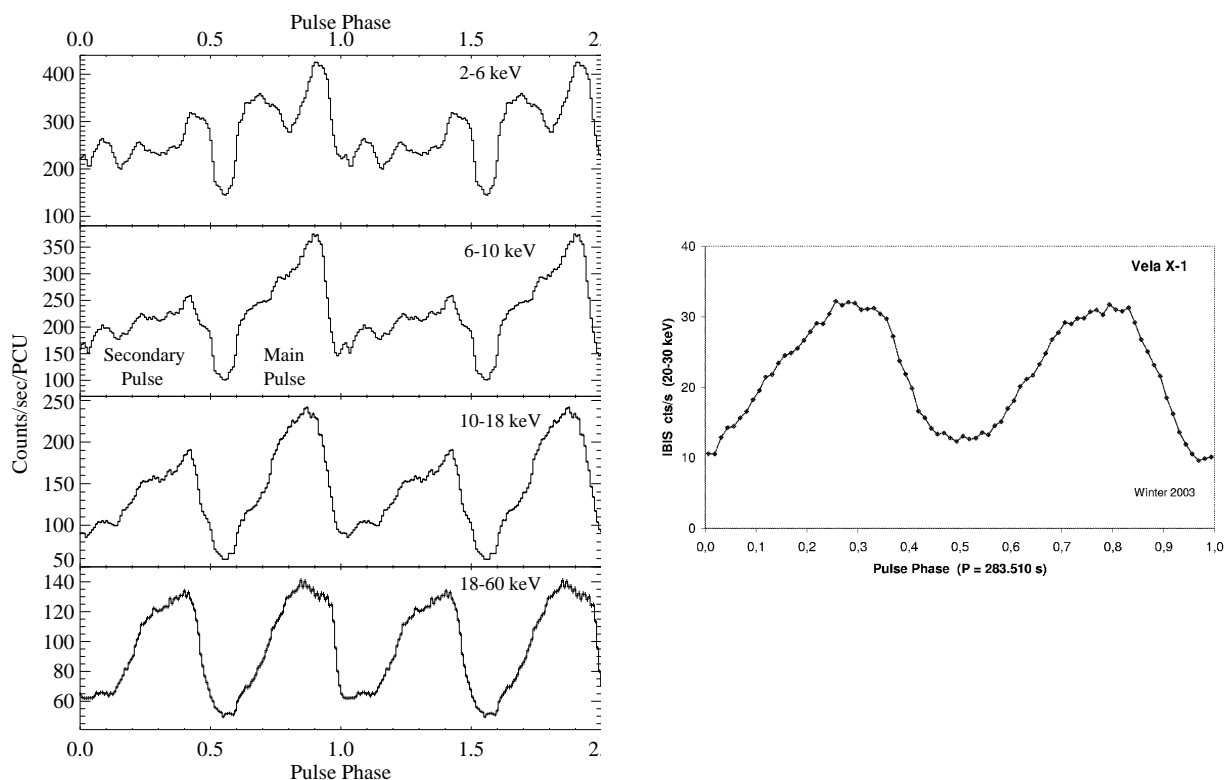 Pulse Phase
0.0 0.5 1.0 1.5 2.
2-6 keV
400
300
200
100
6-10 keV
350
300
250
200
150
100
Secondary Pulse
Main Pulse
10-18 keV
250
200
150
100
50
18-60 keV
140
120
100
80
60
0.0 0.5 1.0 1.5 2.
Pulse Phase
Counts/sec/PCU
Vela X-1
40
30
20
10
0
IBIS cts/s (20-30 keV)
Winter 2003
0,0 0,1 0,2 0,3 0,4 0,5 0,6 0,7 0,8 0,9 1,0
Pulse Phase (P = 283.510 s)